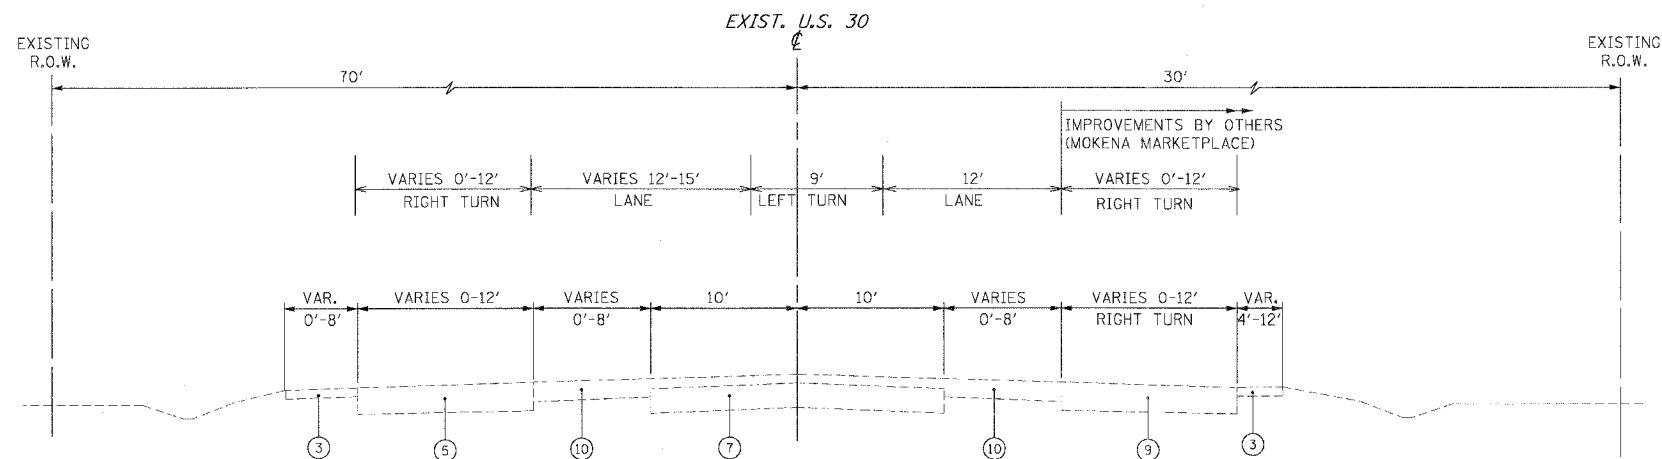 EXIST. U.S. 30
℄
EXISTING
R.O.W.
EXISTING
R.O.W.
70'
30'
IMPROVEMENTS BY OTHERS
(MOKENA MARKETPLACE)
VARIES 0'-12'
RIGHT TURN
VARIES 12'-15'
LANE
9'
LEFT TURN
12'
LANE
VARIES 0'-12'
RIGHT TURN
VAR.
0'-8'
VARIES 0-12'
VARIES
0'-8'
10'
10'
VARIES
0'-8'
VARIES 0-12'
RIGHT TURN
VAR.
4'-12'
3
5
10
7
10
9
3